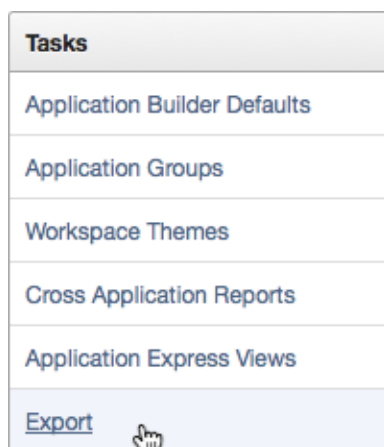 Tasks
Application Builder Defaults
Application Groups
Workspace Themes
Cross Application Reports
Application Express Views
Export